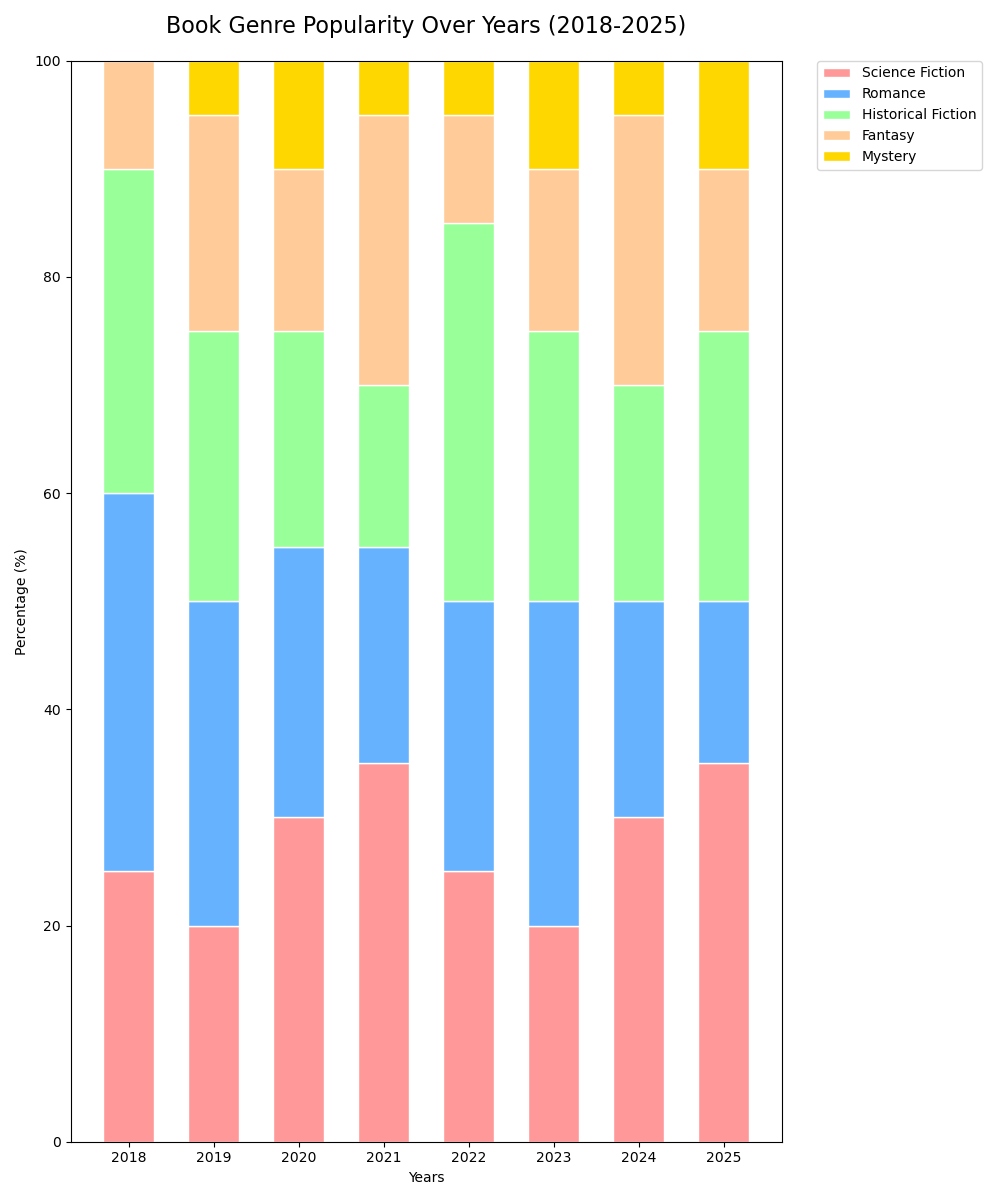 Book Genre Popularity Over Years (2018-2025)
Science Fiction
Romance
Historical Fiction
Fantasy
Mystery
Percentage (%)
100
80
60
40
20
0
2018 2019 2020 2021 2022 2023 2024 2025
Years